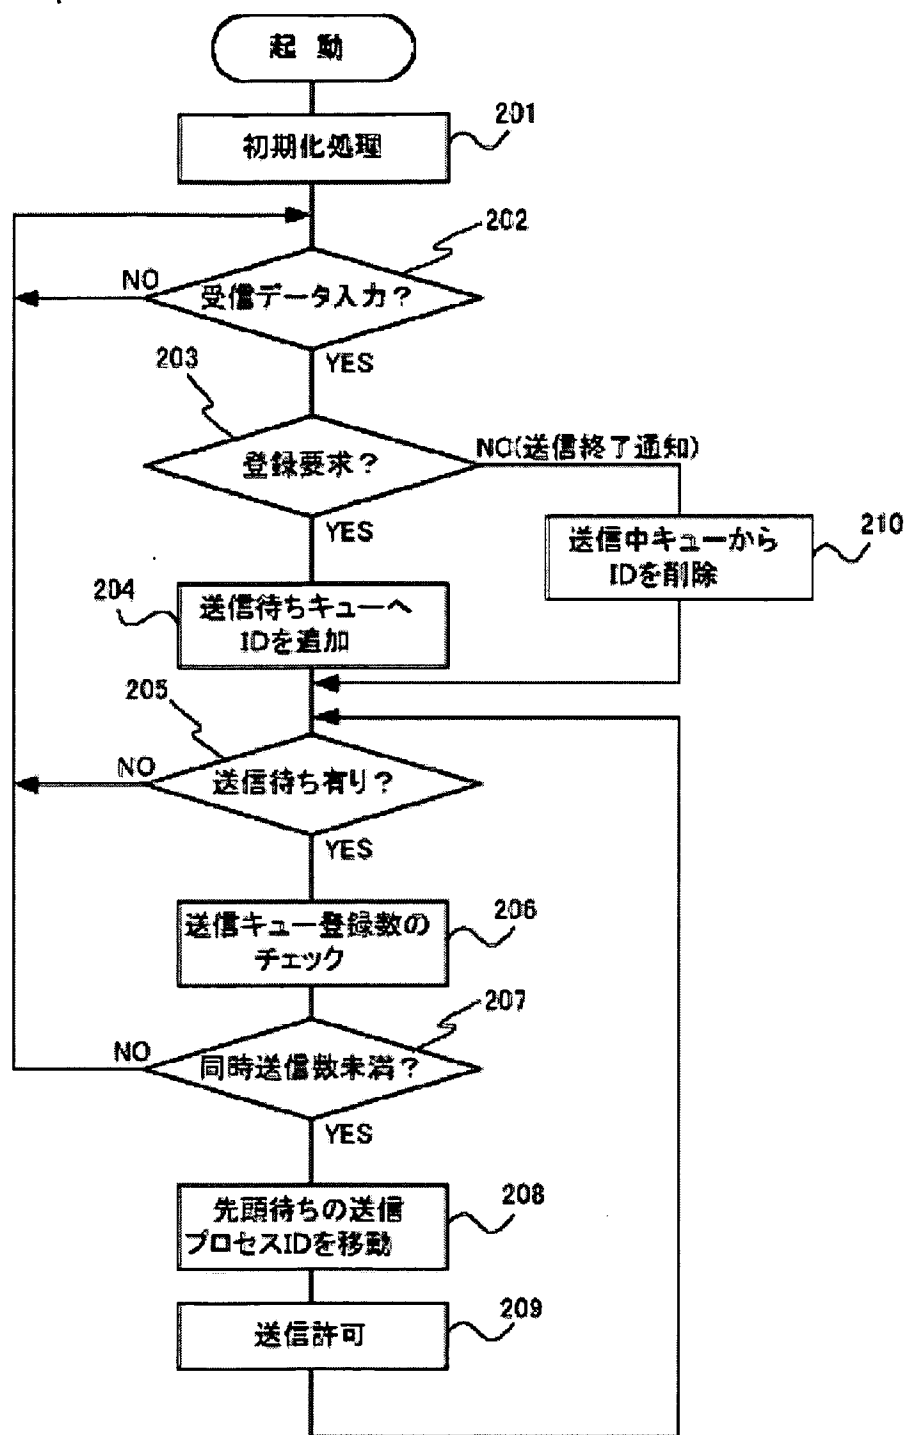 起動
初期化処理
201
202
受信データ入力?
NO
YES
203
登録要求?
NO(送信終了通知)
YES
送信中キューから
IDを削除
210
204
送信待ちキューへ
IDを追加
205
送信待ち有り?
NO
YES
送信キュー登録数の
チェック
206
207
同時送信数未満?
NO
YES
先頭待ちの送信
プロセスIDを移動
208
送信許可
209